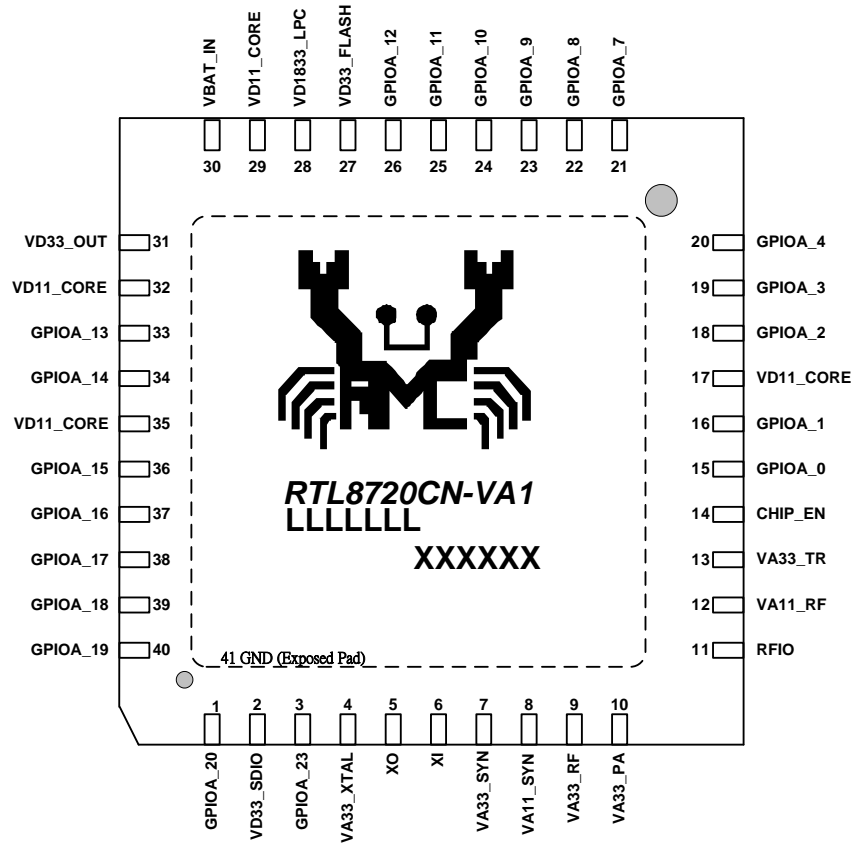 VBAT_IN
VD11_CORE
VD1833_LPC
VD33_FLASH
GPIOA_12
GPIOA_11
GPIOA_10
GPIOA_9
GPIOA_8
GPIOA_7
30 29 28 27 26 25 24 23 22 21
VD33_OUT 31
VD11_CORE 32
GPIOA_13 33
GPIOA_14 34
VD11_CORE 35
GPIOA_15 36
GPIOA_16 37
GPIOA_17 38
GPIOA_18 39
GPIOA_19 40
20 GPIOA_4
19 GPIOA_3
18 GPIOA_2
17 VD11_CORE
16 GPIOA_1
15 GPIOA_0
14 CHIP_EN
13 VA33_TR
12 VA11_RF
11 RFIO
RTL8720CN-VA1
LLLLLLL
XXXXXX
41 GND (Exposed Pad)
1 2 3 4 5 6 7 8 9 10
GPIOA_20
VD33_SDIO
GPIOA_23
VA33_XTAL
XO
XI
VA33_SYN
VA11_SYN
VA33_RF
VA33_PA